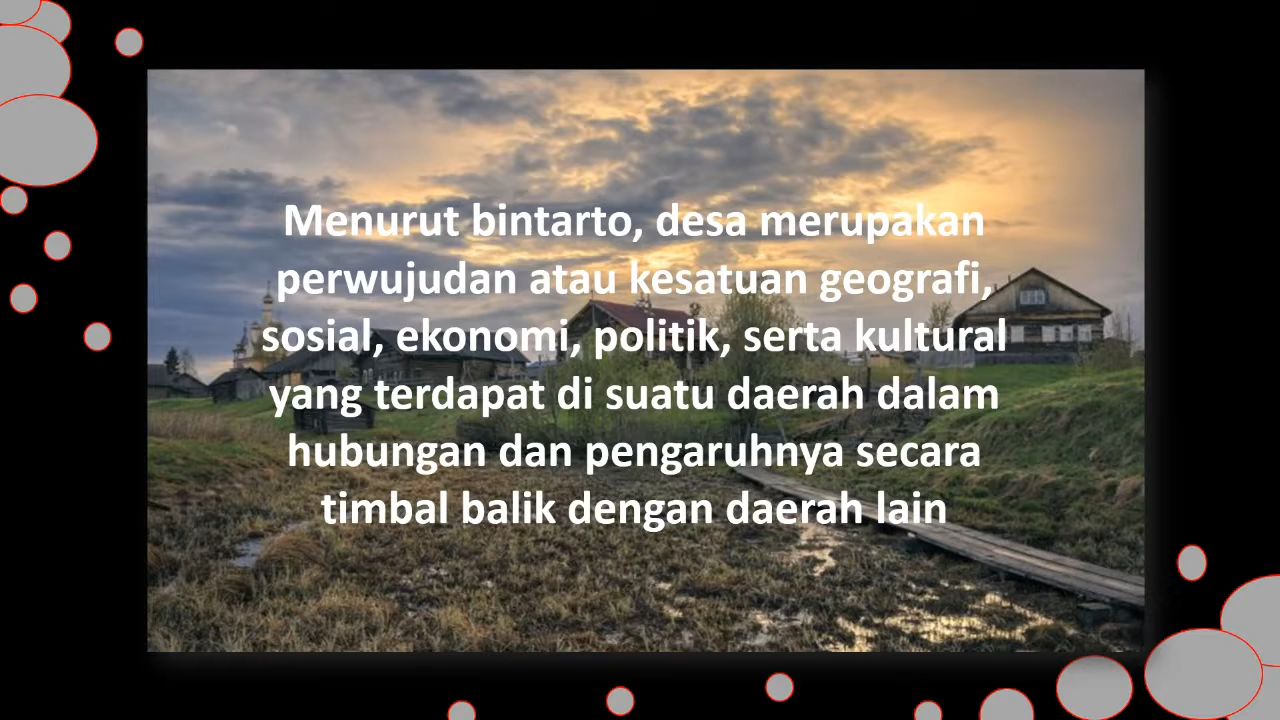 Menurut bintarto, desa merupakan
perwujudan atau kesatuan geografi,
sosial, ekonomi, politik, serta kultural
yang terdapat di suatu daerah dalam
hubungan dan pengaruhnya secara
timbal balik dengan daerah lain